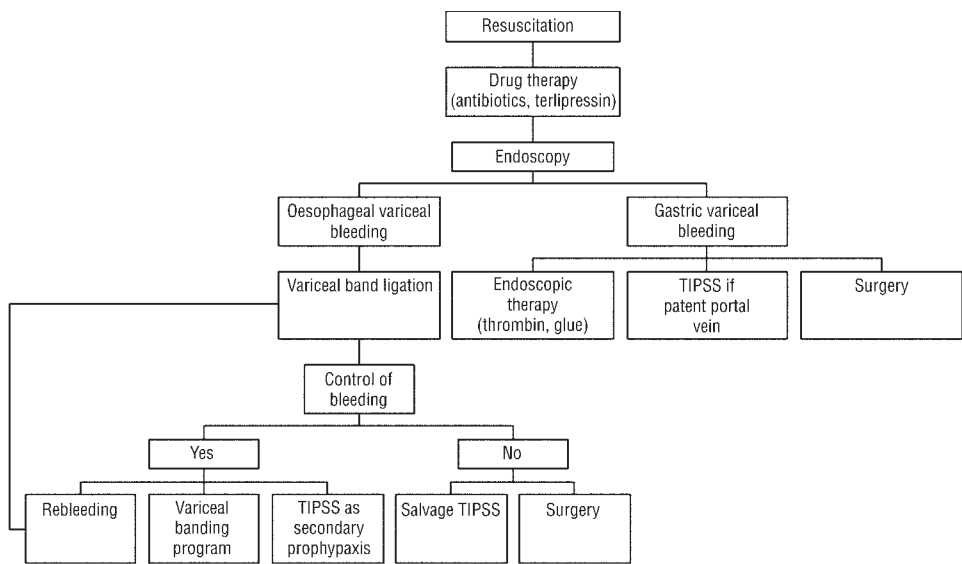 Resuscitation
Drug therapy
(antibiotics, terlipressin)
Endoscopy
Oesophageal variceal
bleeding
Gastric variceal
bleeding
Variceal band ligation
Endoscopic
therapy
(thrombin, glue)
TIPSS if
patent portal
vein
Surgery
Control of
bleeding
Yes
No
Rebleeding
Variceal
banding
program
TIPSS as
secondary
prophypaxis
Salvage TIPSS
Surgery